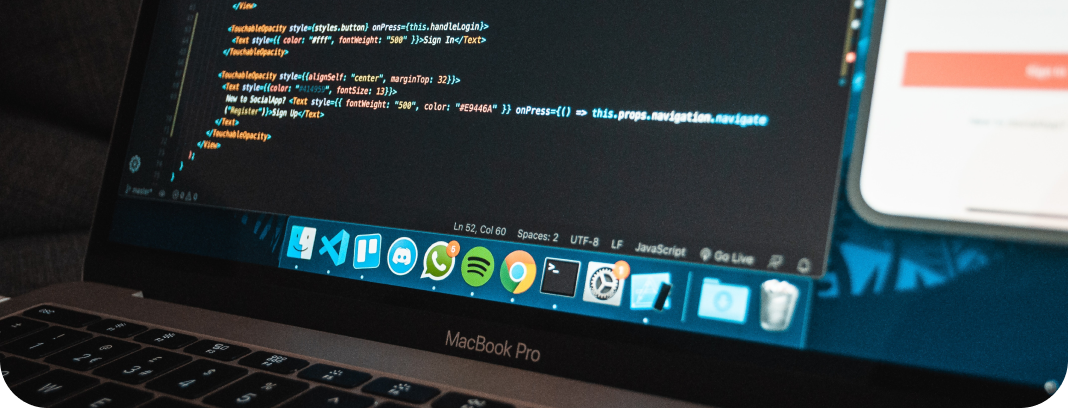 </View>
<TouchableOpacity style={styles.button} onPress={this.handleLogin}>
<Text style={{ color: "#fff", fontWeight: "500" }}>Sign In</Text>
</TouchableOpacity>
<TouchableOpacity style={{alignSelf: "center", marginTop: 32}}>
<Text style={{color: "#414959", fontSize: 13}}>
New to SocialApp? <Text style={{ fontWeight: "500", color: "#E9446A" }} onPress={() => this.props.navigation.navigate
("Register")}>Sign Up</Text>
</Text>
</TouchableOpacity>
</View>
);
}
}
Ln 52, Col 60 Spaces: 2 UTF-8 LF JavaScript Go Live
MacBook Pro